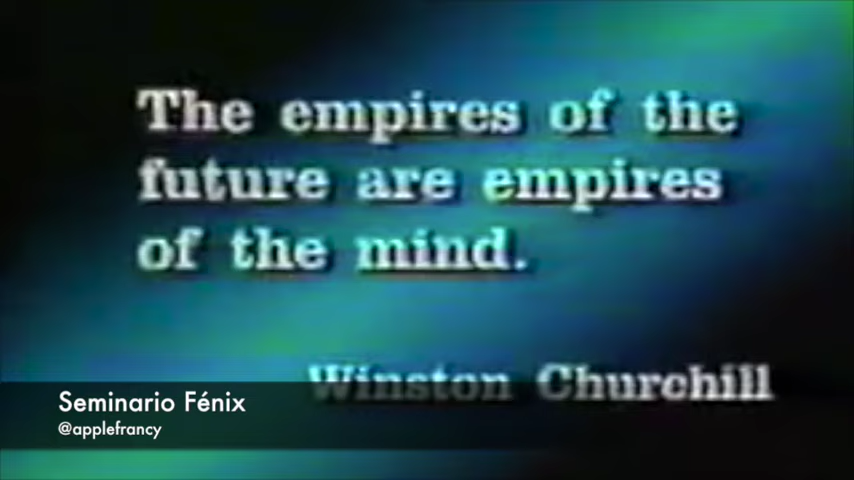 The empires of the
future are empires
of the mind.
Winston Churchill
Seminario Fénix
@applefrancy